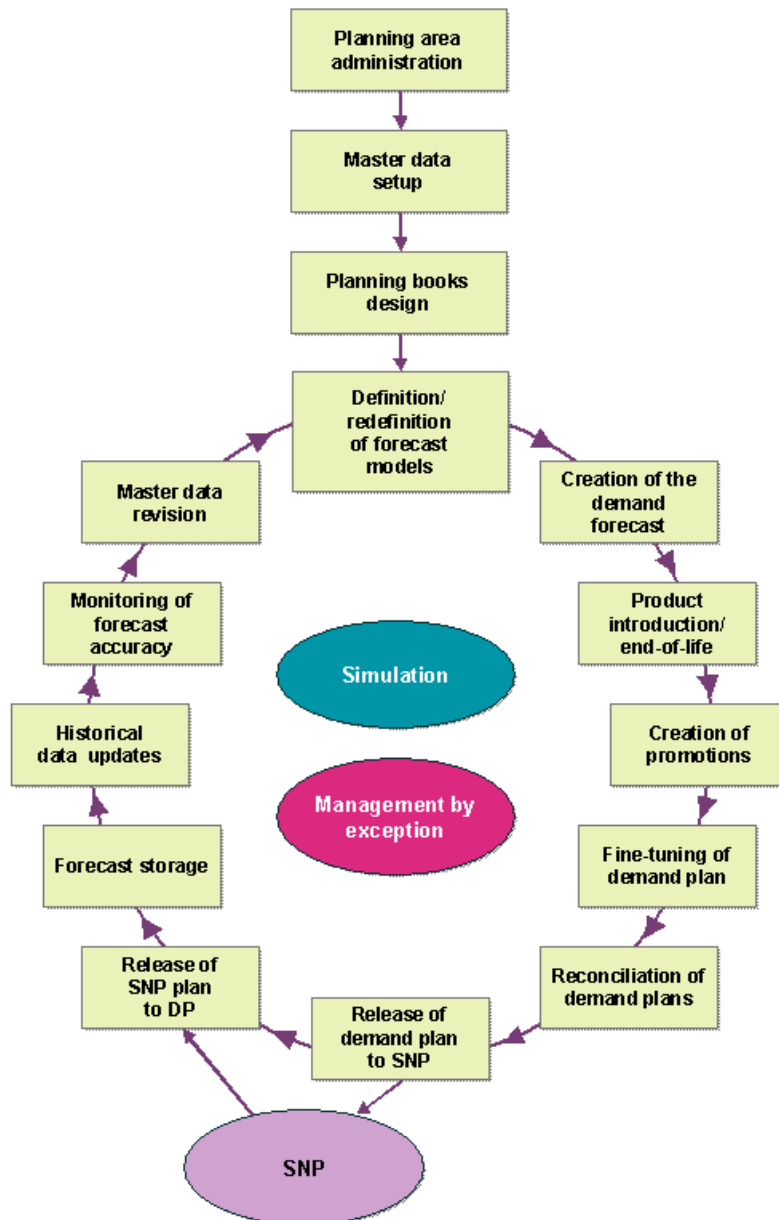 Planning area
administration
Master data
setup
Planning books
design
Definition/
redefinition
of forecast
models
Creation of the
demand
forecast
Product
introduction/
end-of-life
Creation of
promotions
Fine-tuning of
demand plan
Reconciliation of
demand plans
Release of
demand plan
to SNP
SNP
Release of
SNP plan
to DP
Forecast storage
Historical
data updates
Monitoring of
forecast
accuracy
Master data
revision
Simulation
Management by
exception